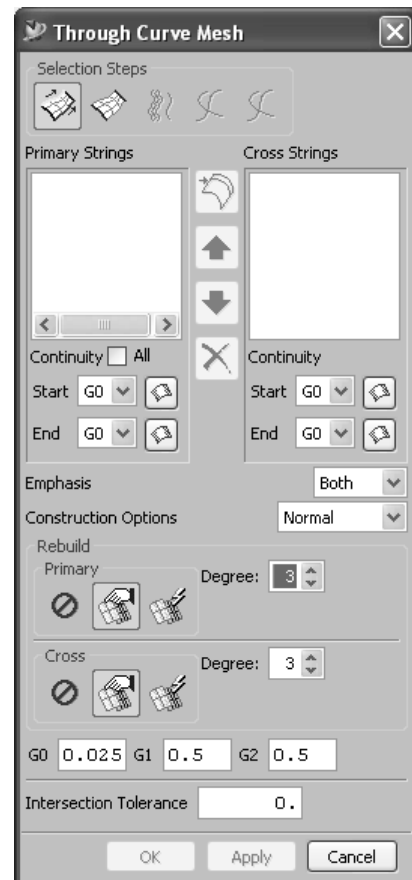 Through Curve Mesh
Selection Steps
Primary Strings
Cross Strings
Continuity All
Start G0
End G0
Continuity
Start G0
End G0
Emphasis Both
Construction Options Normal
Rebuild
Primary
Degree: 3
Cross
Degree: 3
G0 0.025 G1 0.5 G2 0.5
Intersection Tolerance 0.
OK Apply Cancel